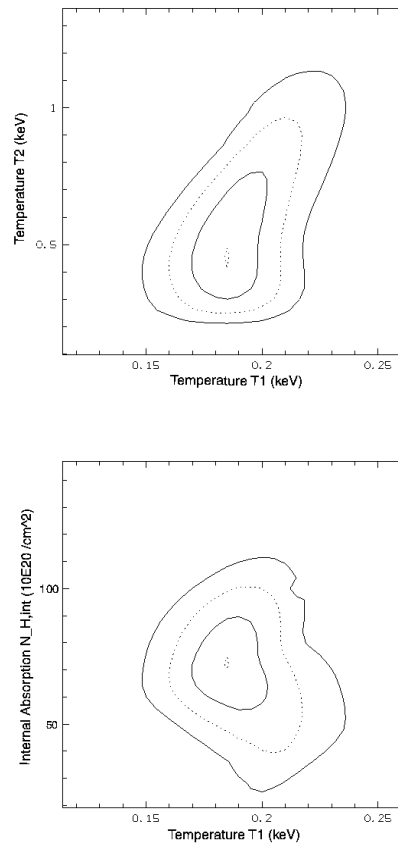 Temperature T2 (keV)
1
0.5
0.15
0.2
0.25
Temperature T1 (keV)
Internal Absorption N_H,int (10E20 /cm^2)
100
50
0.15
0.2
0.25
Temperature T1 (keV)